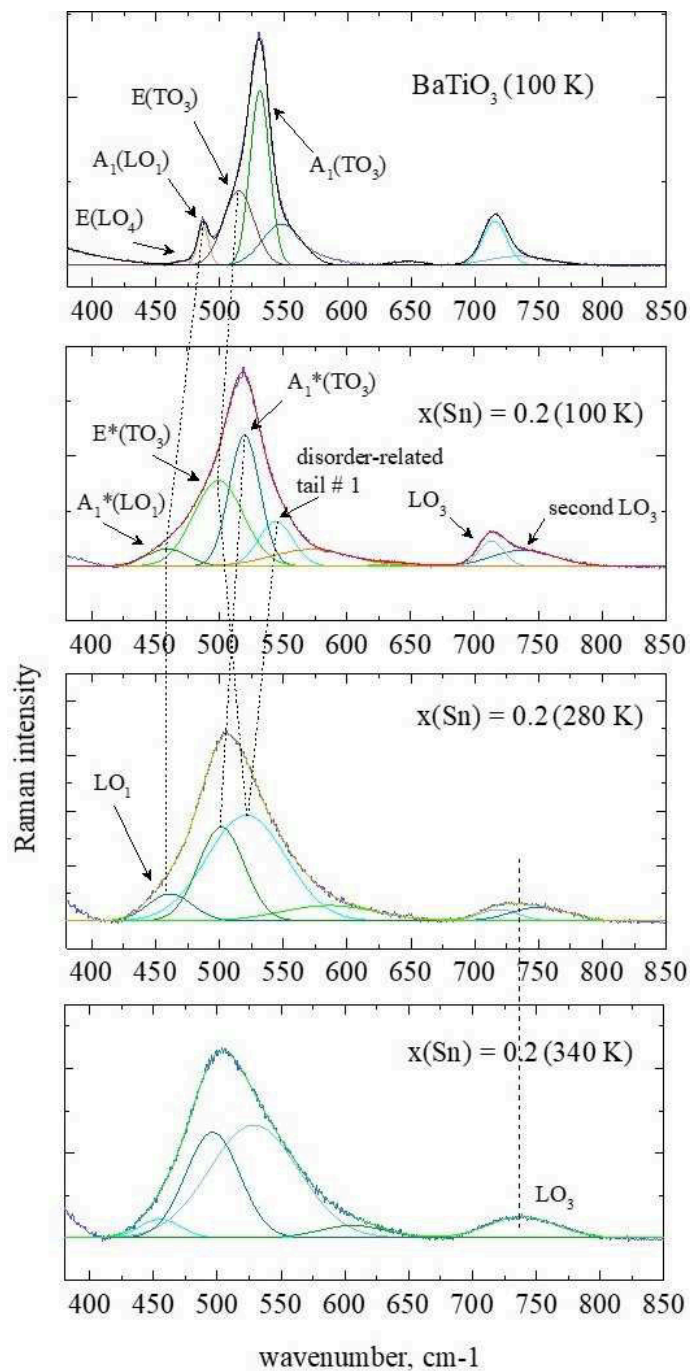 BaTiO3 (100 K)
E(TO3)
A1(LO1)
A1(TO3)
E(LO4)
400 450 500 550 600 650 700 750 800 850
x(Sn) = 0.2 (100 K)
A1*(TO3)
E*(TO3)
disorder-related
tail # 1
A1*(LO1)
LO3
second LO3
400 450 500 550 600 650 700 750 800 850
x(Sn) = 0.2 (280 K)
LO1
400 450 500 550 600 650 700 750 800 850
x(Sn) = 0.2 (340 K)
LO3
400 450 500 550 600 650 700 750 800 850
Raman intensity
wavenumber, cm-1